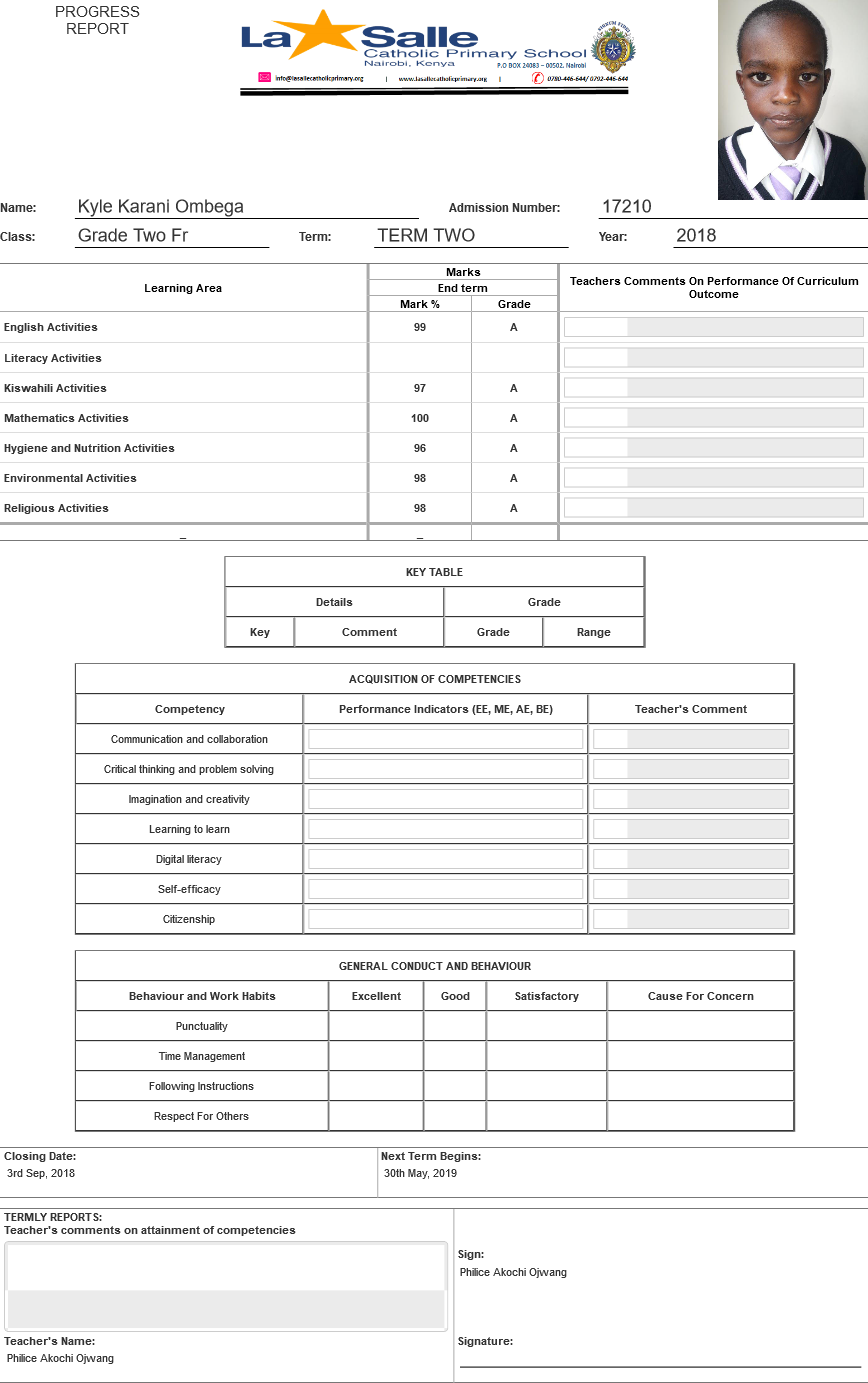 PROGRESS
REPORT
La Salle
Catholic Primary School
Nairobi, Kenya
P.O BOX 24083 – 00502, Nairobi
info@lasallecatholicprimary.org | www.lasallecatholicprimary.org | 0780-446-644/ 0792-446-644
Name: Kyle Karani Ombega Admission Number: 17210
Class: Grade Two Fr Term: TERM TWO Year: 2018
Learning Area Marks Teachers Comments On Performance Of Curriculum Outcome
End term
Mark % Grade
English Activities 99 A
Literacy Activities
Kiswahili Activities 97 A
Mathematics Activities 100 A
Hygiene and Nutrition Activities 96 A
Environmental Activities 98 A
Religious Activities 98 A
_ _
KEY TABLE
Details Grade
Key Comment Grade Range
ACQUISITION OF COMPETENCIES
Competency Performance Indicators (EE, ME, AE, BE) Teacher's Comment
Communication and collaboration
Critical thinking and problem solving
Imagination and creativity
Learning to learn
Digital literacy
Self-efficacy
Citizenship
GENERAL CONDUCT AND BEHAVIOUR
Behaviour and Work Habits Excellent Good Satisfactory Cause For Concern
Punctuality
Time Management
Following Instructions
Respect For Others
Closing Date: Next Term Begins:
3rd Sep, 2018 30th May, 2019
TERMLY REPORTS:
Teacher's comments on attainment of competencies
Sign:
Philice Akochi Ojwang
Teacher's Name: Signature:
Philice Akochi Ojwang